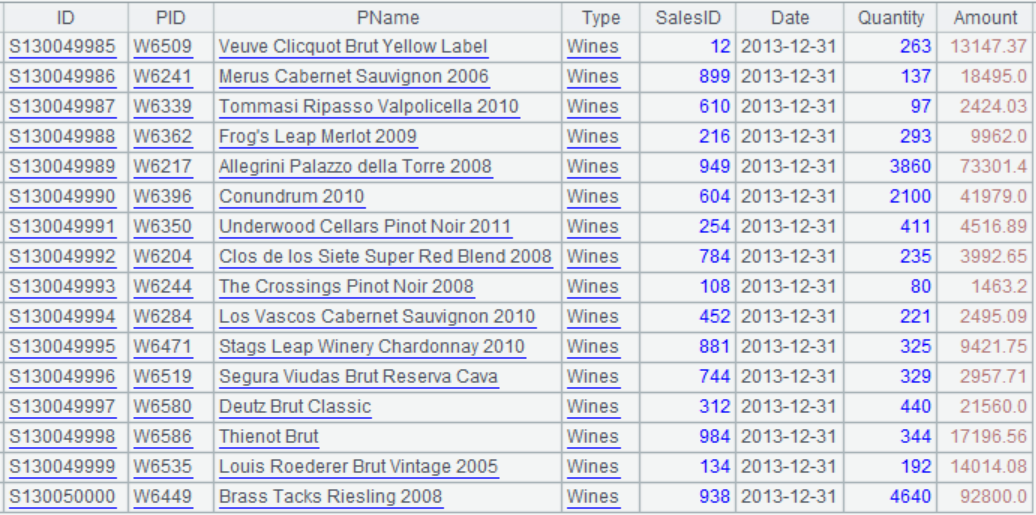 ID PID PName Type SalesID Date Quantity Amount
S130049985 W6509 Veuve Clicquot Brut Yellow Label Wines 12 2013-12-31 263 13147.37
S130049986 W6241 Merus Cabernet Sauvignon 2006 Wines 899 2013-12-31 137 18495.0
S130049987 W6339 Tommasi Ripasso Valpolicella 2010 Wines 610 2013-12-31 97 2424.03
S130049988 W6362 Frog's Leap Merlot 2009 Wines 216 2013-12-31 293 9962.0
S130049989 W6217 Allegrini Palazzo della Torre 2008 Wines 949 2013-12-31 3860 73301.4
S130049990 W6396 Conundrum 2010 Wines 604 2013-12-31 2100 41979.0
S130049991 W6350 Underwood Cellars Pinot Noir 2011 Wines 254 2013-12-31 411 4516.89
S130049992 W6204 Clos de los Siete Super Red Blend 2008 Wines 784 2013-12-31 235 3992.65
S130049993 W6244 The Crossings Pinot Noir 2008 Wines 108 2013-12-31 80 1463.2
S130049994 W6284 Los Vascos Cabernet Sauvignon 2010 Wines 452 2013-12-31 221 2495.09
S130049995 W6471 Stags Leap Winery Chardonnay 2010 Wines 881 2013-12-31 325 9421.75
S130049996 W6519 Segura Viudas Brut Reserva Cava Wines 744 2013-12-31 329 2957.71
S130049997 W6580 Deutz Brut Classic Wines 312 2013-12-31 440 21560.0
S130049998 W6586 Thienot Brut Wines 984 2013-12-31 344 17196.56
S130049999 W6535 Louis Roederer Brut Vintage 2005 Wines 134 2013-12-31 192 14014.08
S130050000 W6449 Brass Tacks Riesling 2008 Wines 938 2013-12-31 4640 92800.0